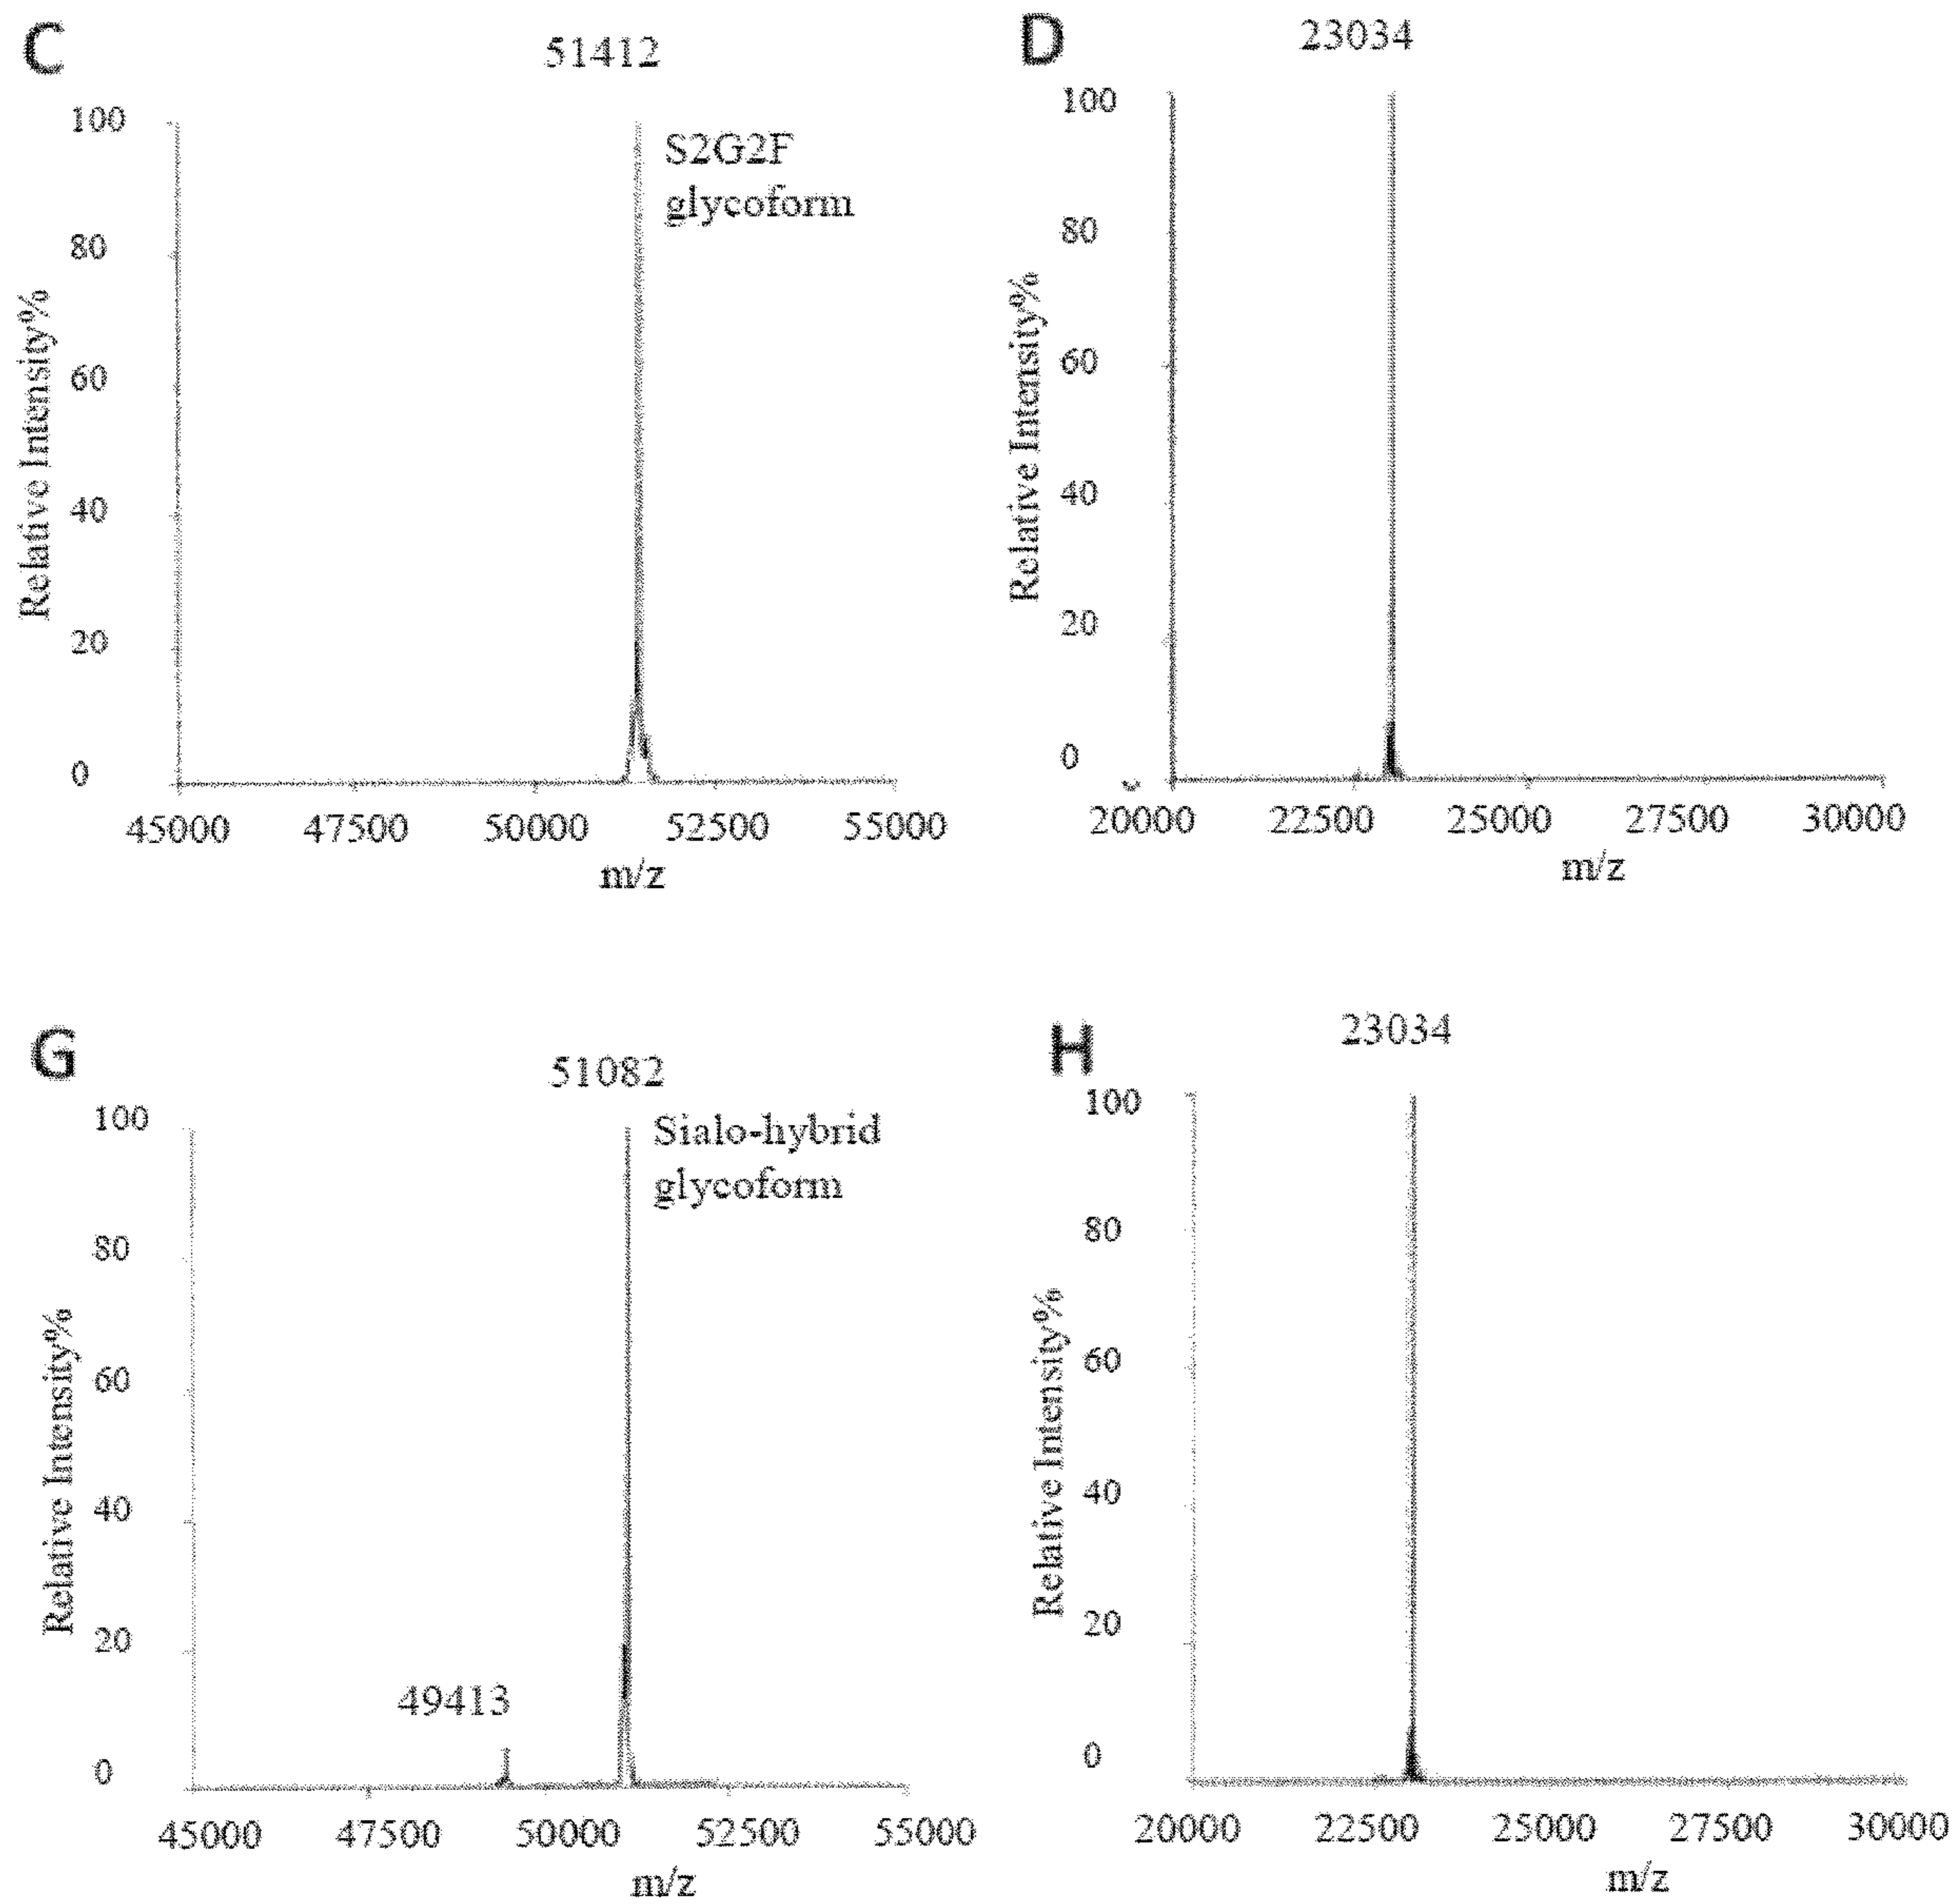 C
51412
S2G2F
glycoform
100
80
60
40
20
0
Relative Intensity%
45000 47500 50000 52500 55000
m/z
D
23034
100
80
60
40
20
0
Relative Intensity%
20000 22500 25000 27500 30000
m/z
G
51082
Sialo-hybrid
glycoform
100
80
60
40
20
0
49413
Relative Intensity%
45000 47500 50000 52500 55000
m/z
H
23034
100
80
60
40
20
0
Relative Intensity%
20000 22500 25000 27500 30000
m/z